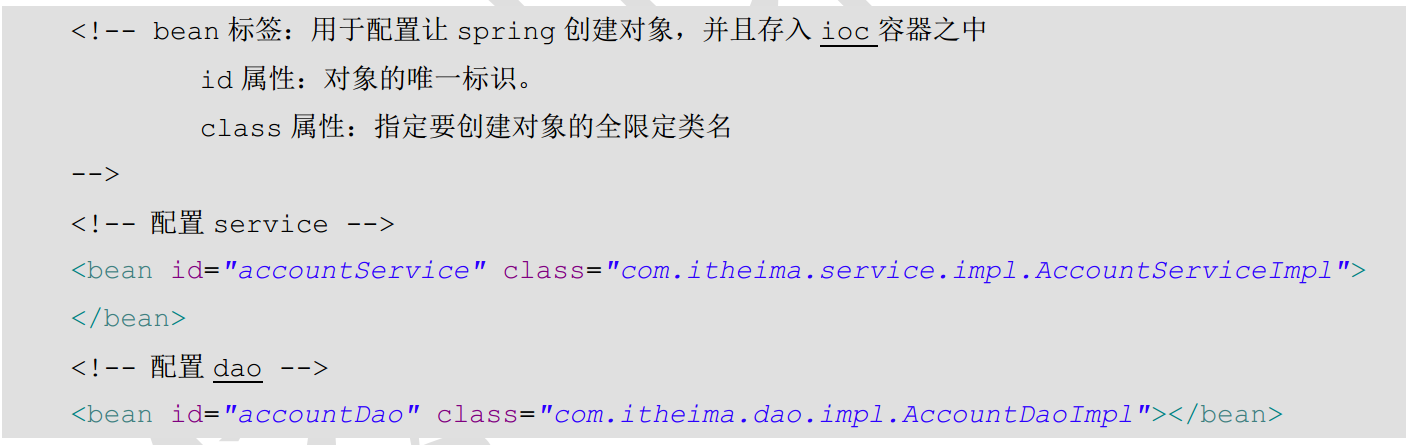 <!-- bean 标签：用于配置让 spring 创建对象，并且存入 ioc 容器之中
id 属性：对象的唯一标识。
class 属性：指定要创建对象的全限定类名
-->
<!-- 配置 service -->
<bean id="accountService" class="com.itheima.service.impl.AccountServiceImpl">
</bean>
<!-- 配置 dao -->
<bean id="accountDao" class="com.itheima.dao.impl.AccountDaoImpl"></bean>